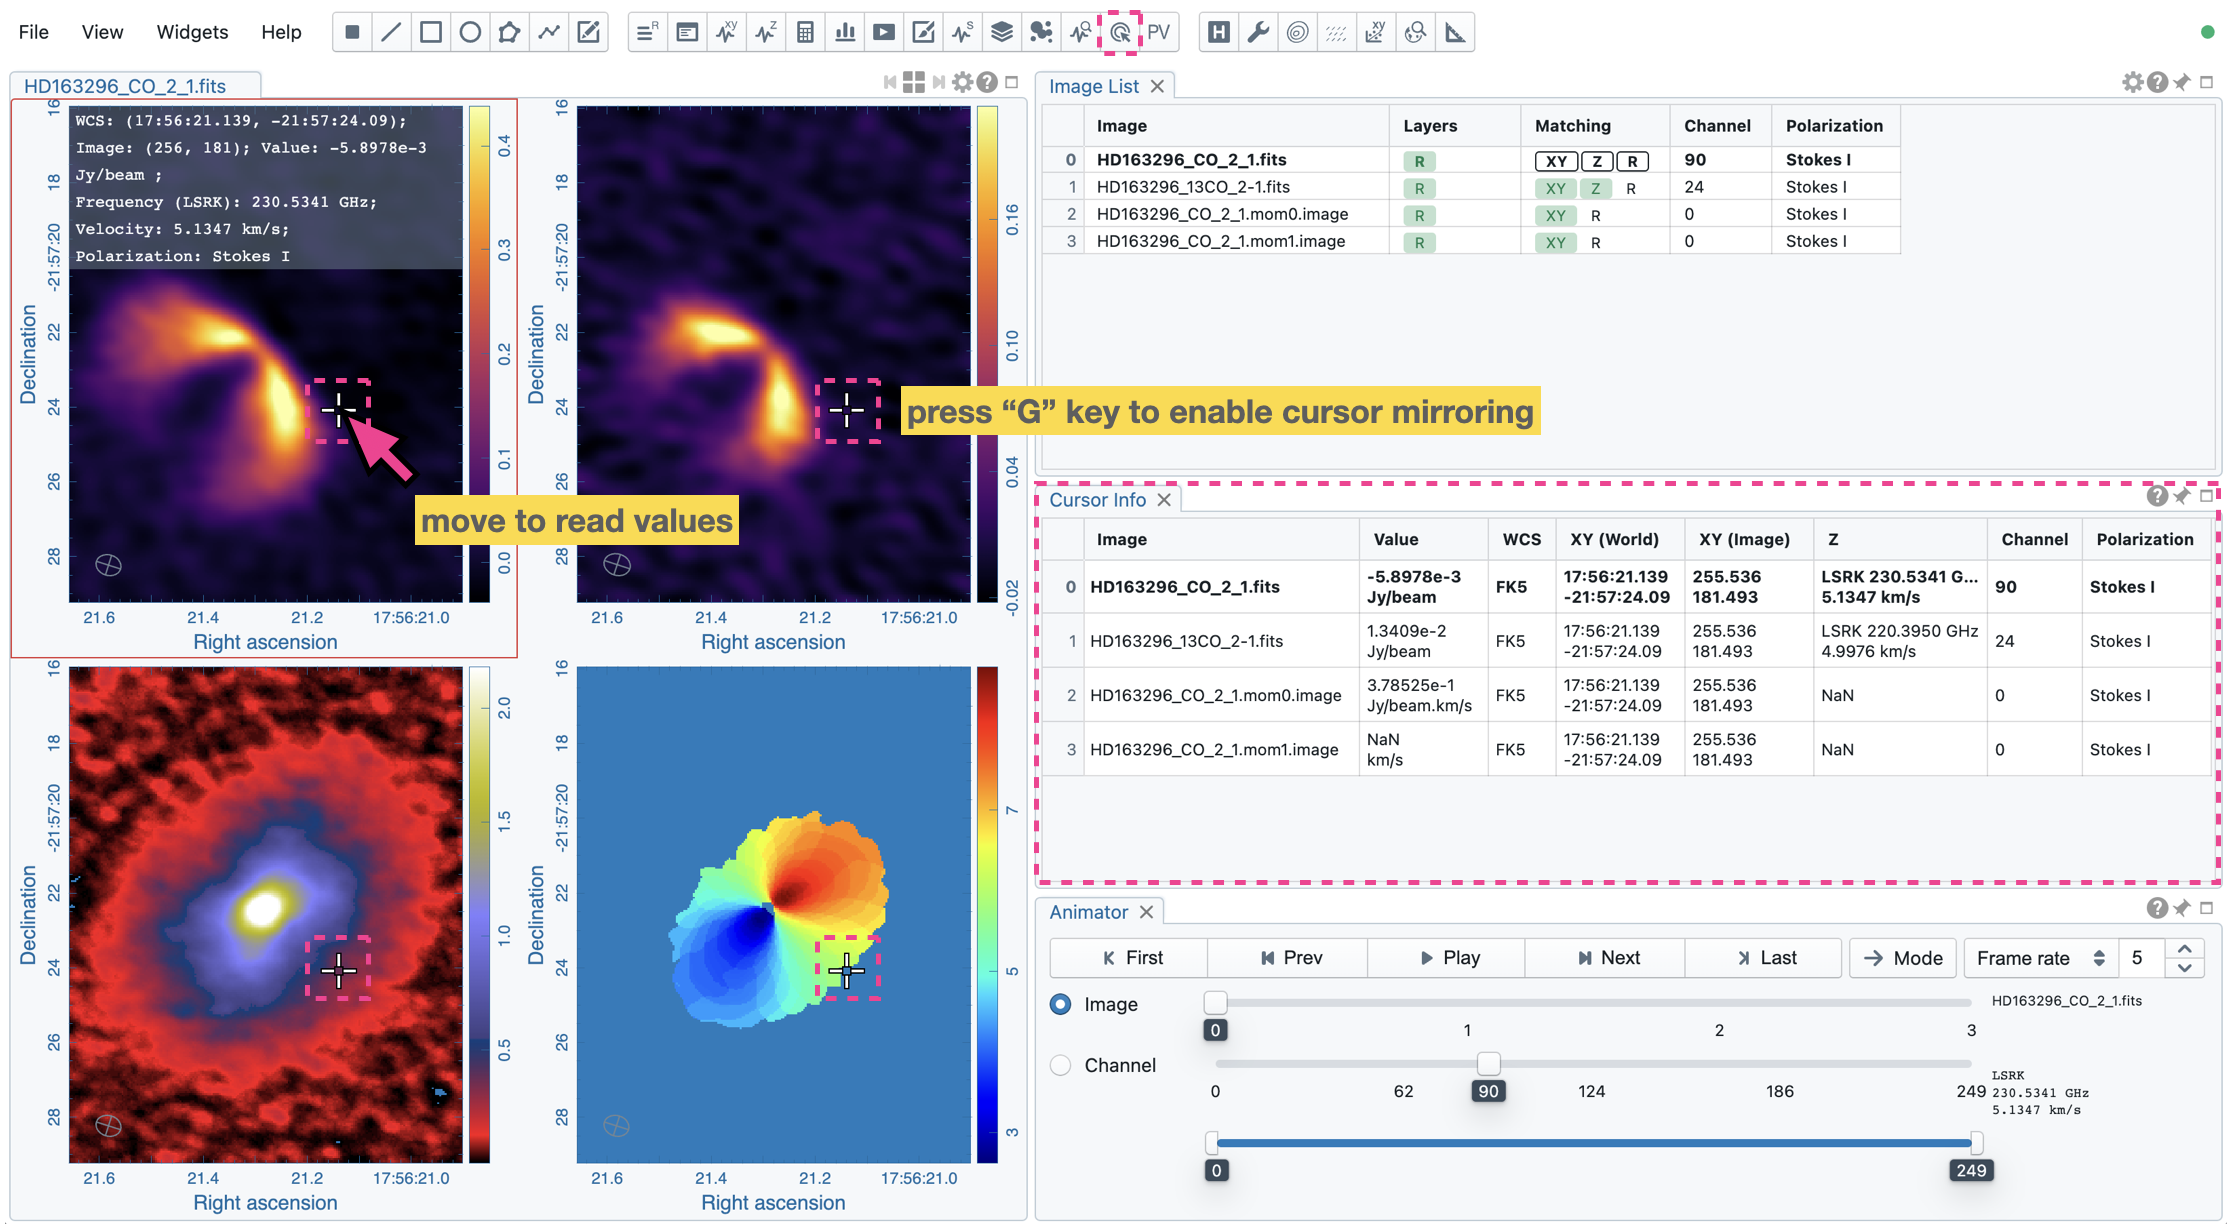 File View Widgets Help
PV
HD163296_CO_2_1.fits
WCS: (17:56:21.139, -21:57:24.09);
Image: (256, 181); Value: -5.8978e-3
Jy/beam ;
Frequency (LSRK): 230.5341 GHz;
Velocity: 5.1347 km/s;
Polarization: Stokes I
Declination
16
18
-21:57:20
22
24
26
28
0.4
0.3
0.2
0.1
0.0
21.6 21.4 21.2 17:56:21.0
Right ascension
Declination
16
18
-21:57:20
22
24
26
28
0.16
0.10
0.04
-0.02
21.6 21.4 21.2 17:56:21.0
Right ascension
move to read values
press “G” key to enable cursor mirroring
Declination
16
18
-21:57:20
22
24
26
28
2.0
1.5
1.0
0.5
21.6 21.4 21.2 17:56:21.0
Right ascension
Declination
16
18
-21:57:20
22
24
26
28
7
5
3
21.6 21.4 21.2 17:56:21.0
Right ascension
Image List
Image Layers Matching Channel Polarization
0 HD163296_CO_2_1.fits R XY Z R 90 Stokes I
1 HD163296_13CO_2-1.fits R XY Z R 24 Stokes I
2 HD163296_CO_2_1.mom0.image R XY R 0 Stokes I
3 HD163296_CO_2_1.mom1.image R XY R 0 Stokes I
Cursor Info
Image Value WCS XY (World) XY (Image) Z Channel Polarization
0 HD163296_CO_2_1.fits -5.8978e-3 Jy/beam FK5 17:56:21.139 -21:57:24.09 255.536 181.493 LSRK 230.5341 G... 5.1347 km/s 90 Stokes I
1 HD163296_13CO_2-1.fits 1.3409e-2 Jy/beam FK5 17:56:21.139 -21:57:24.09 255.536 181.493 LSRK 220.3950 GHz 4.9976 km/s 24 Stokes I
2 HD163296_CO_2_1.mom0.image 3.78525e-1 Jy/beam.km/s FK5 17:56:21.139 -21:57:24.09 255.536 181.493 NaN 0 Stokes I
3 HD163296_CO_2_1.mom1.image NaN km/s FK5 17:56:21.139 -21:57:24.09 255.536 181.493 NaN 0 Stokes I
Animator
First Prev Play Next Last Mode Frame rate 5
Image HD163296_CO_2_1.fits
0 1 2 3
Channel
0 62 90 124 186 249
LSRK
230.5341 GHz
5.1347 km/s
0 249